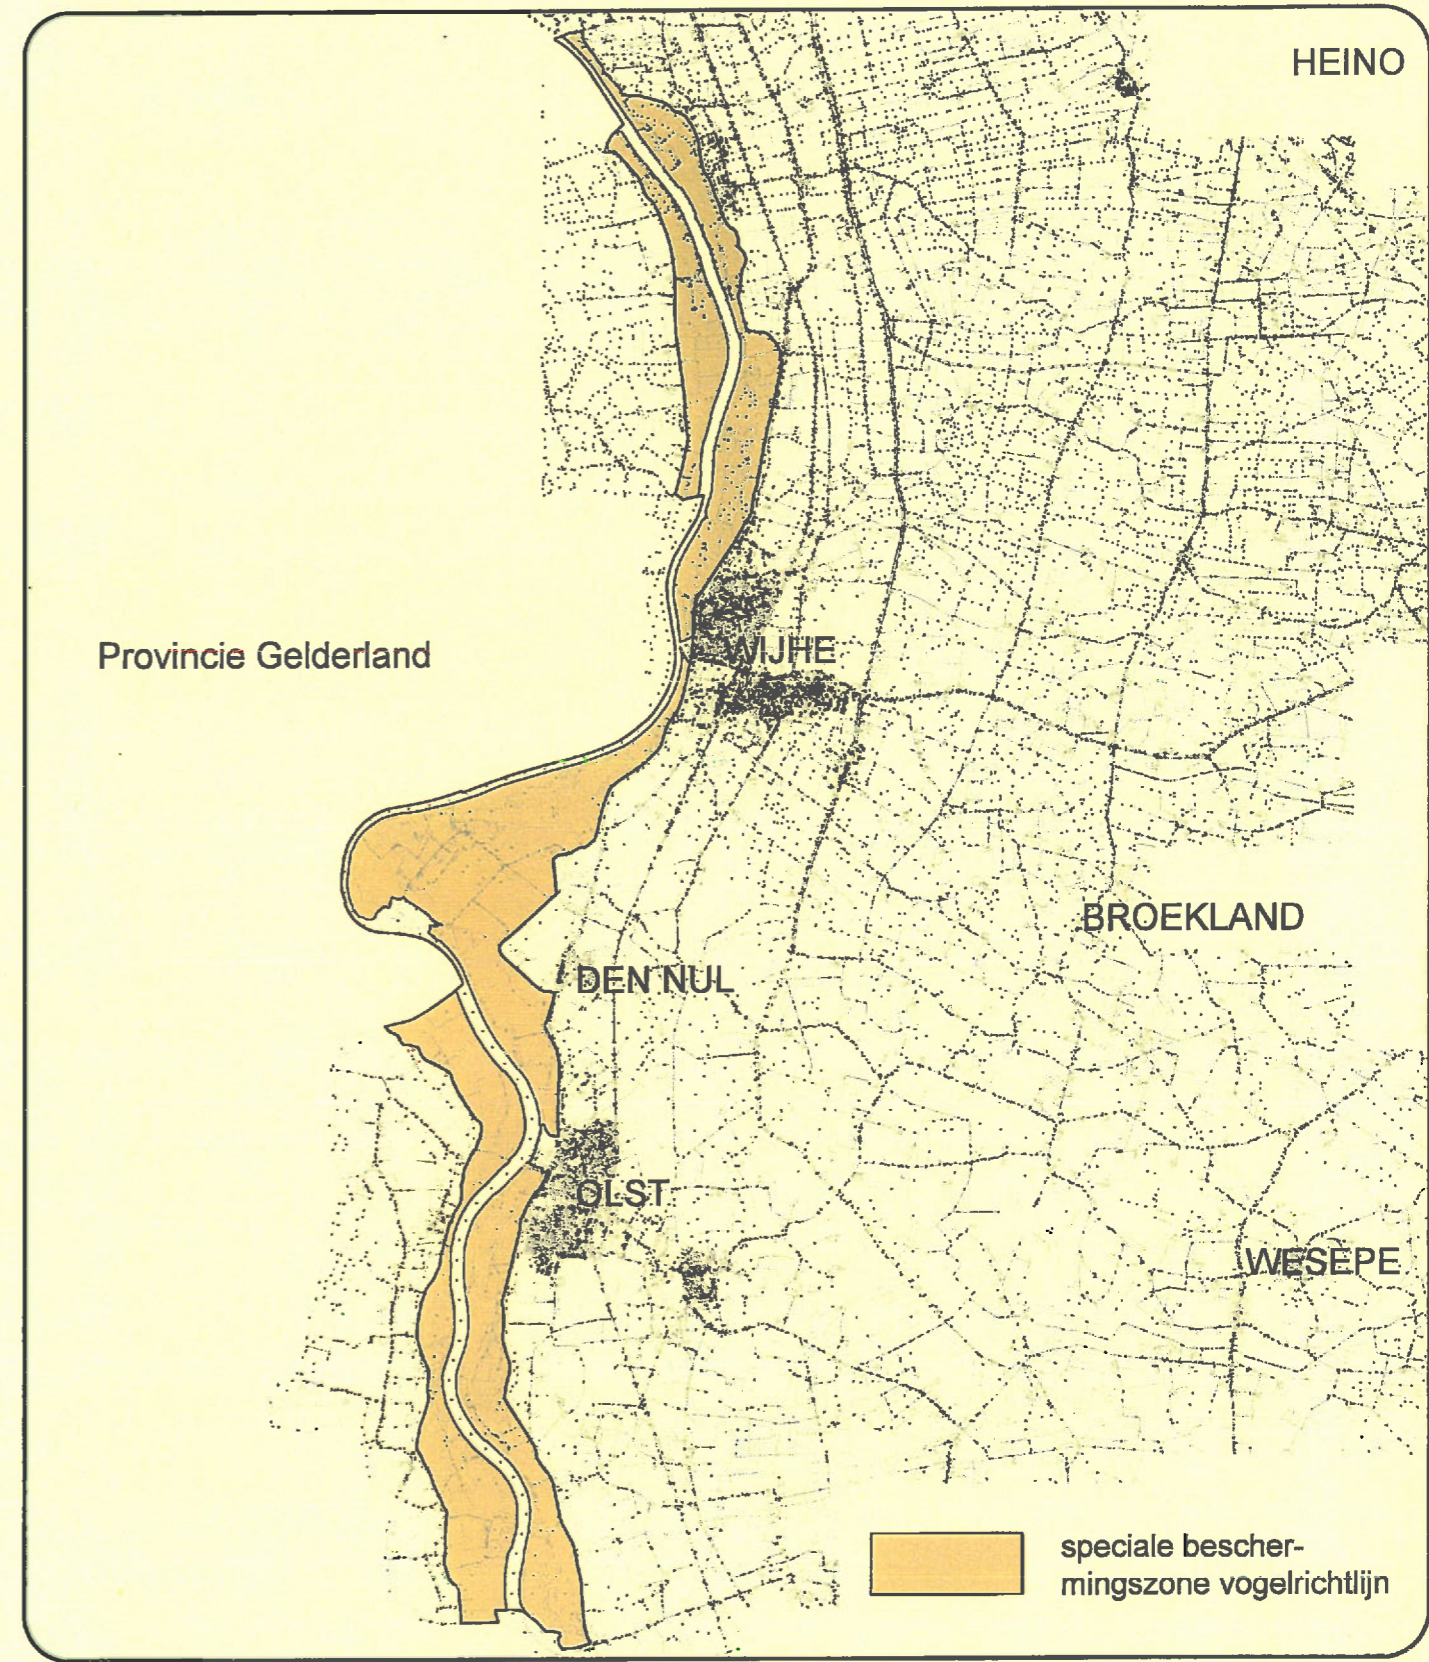 HEINO
Provincie Gelderland
WIJHE
BROEKLAND
DEN NUL
OLST
WESEPE
speciale bescher-
mingszone vogelrichtlijn